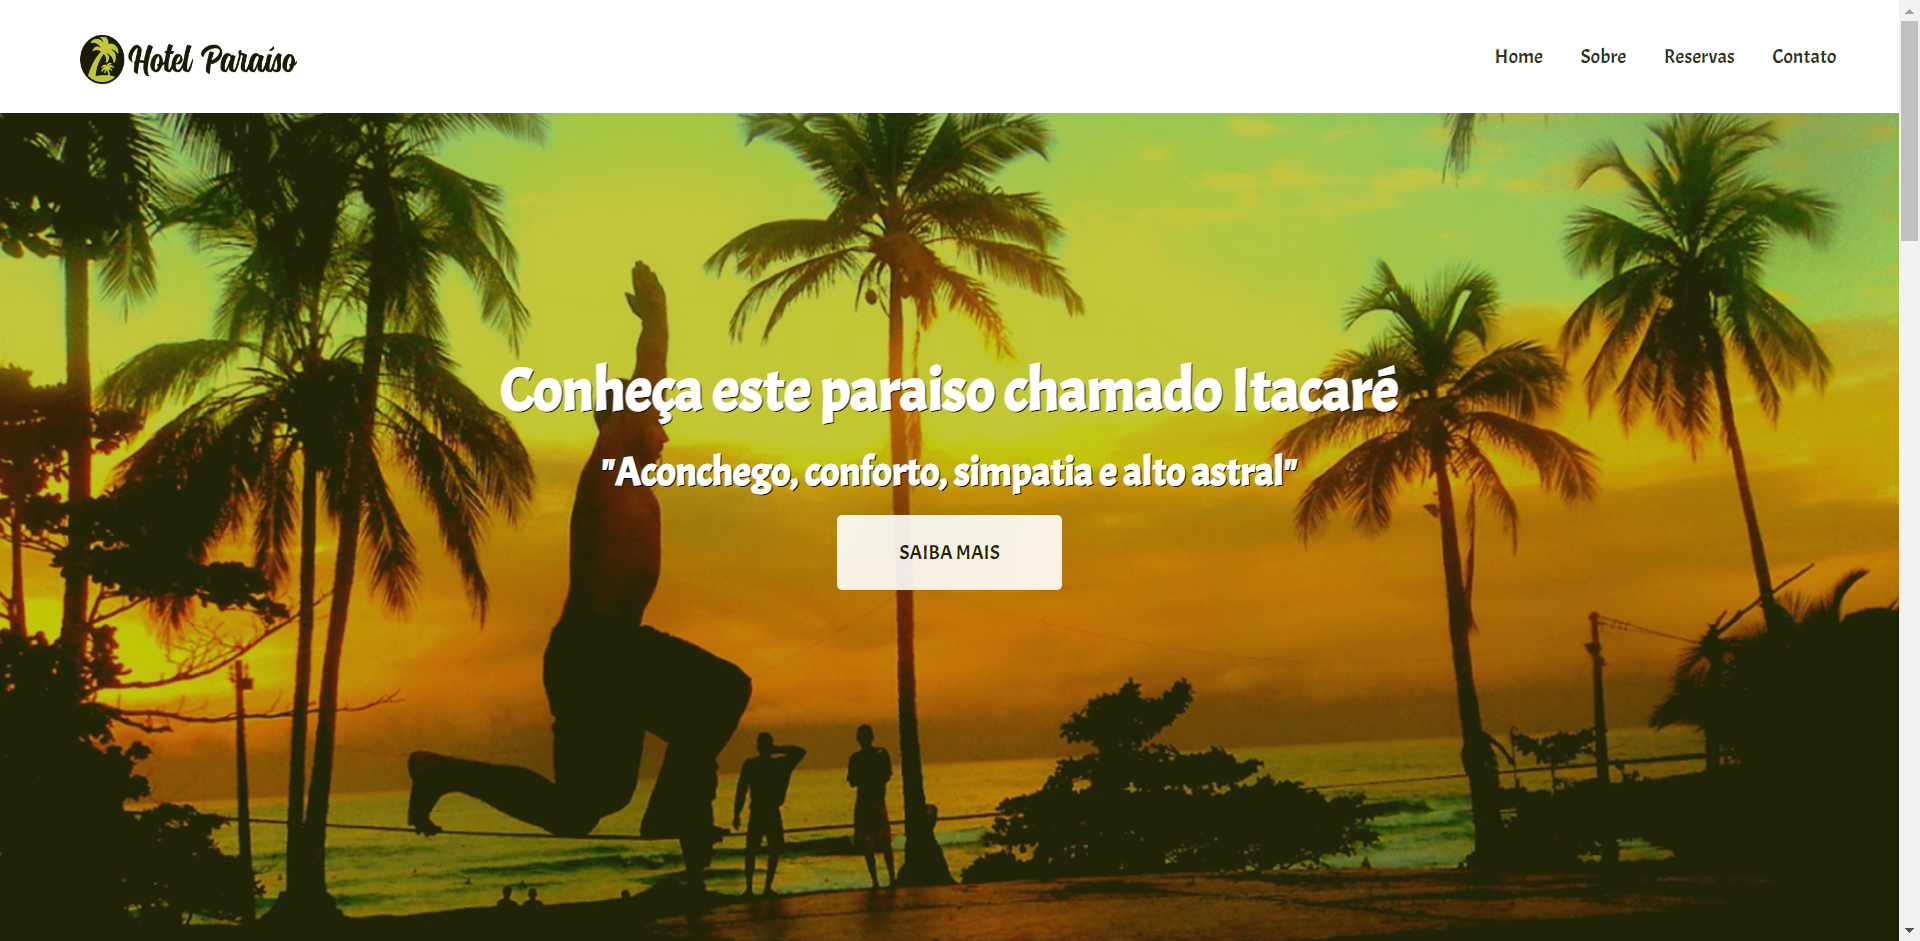 Hotel Paraíso
Home Sobre Reservas Contato
Conheça este paraiso chamado Itacaré
"Aconchego, conforto, simpatia e alto astral"
SAIBA MAIS